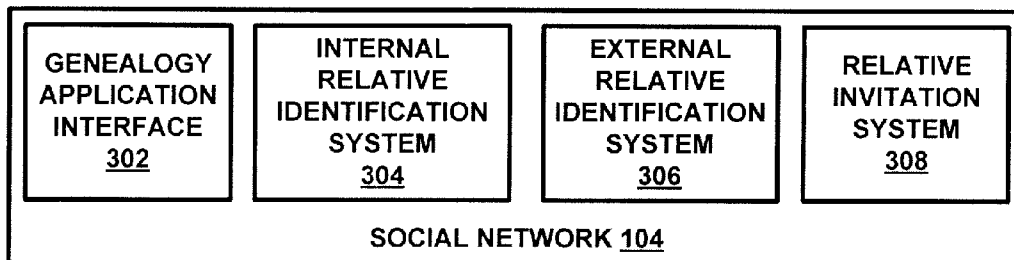 GENEALOGY
APPLICATION
INTERFACE
302
INTERNAL
RELATIVE
IDENTIFICATION
SYSTEM
304
EXTERNAL
RELATIVE
IDENTIFICATION
SYSTEM
306
RELATIVE
INVITATION
SYSTEM
308
SOCIAL NETWORK 104